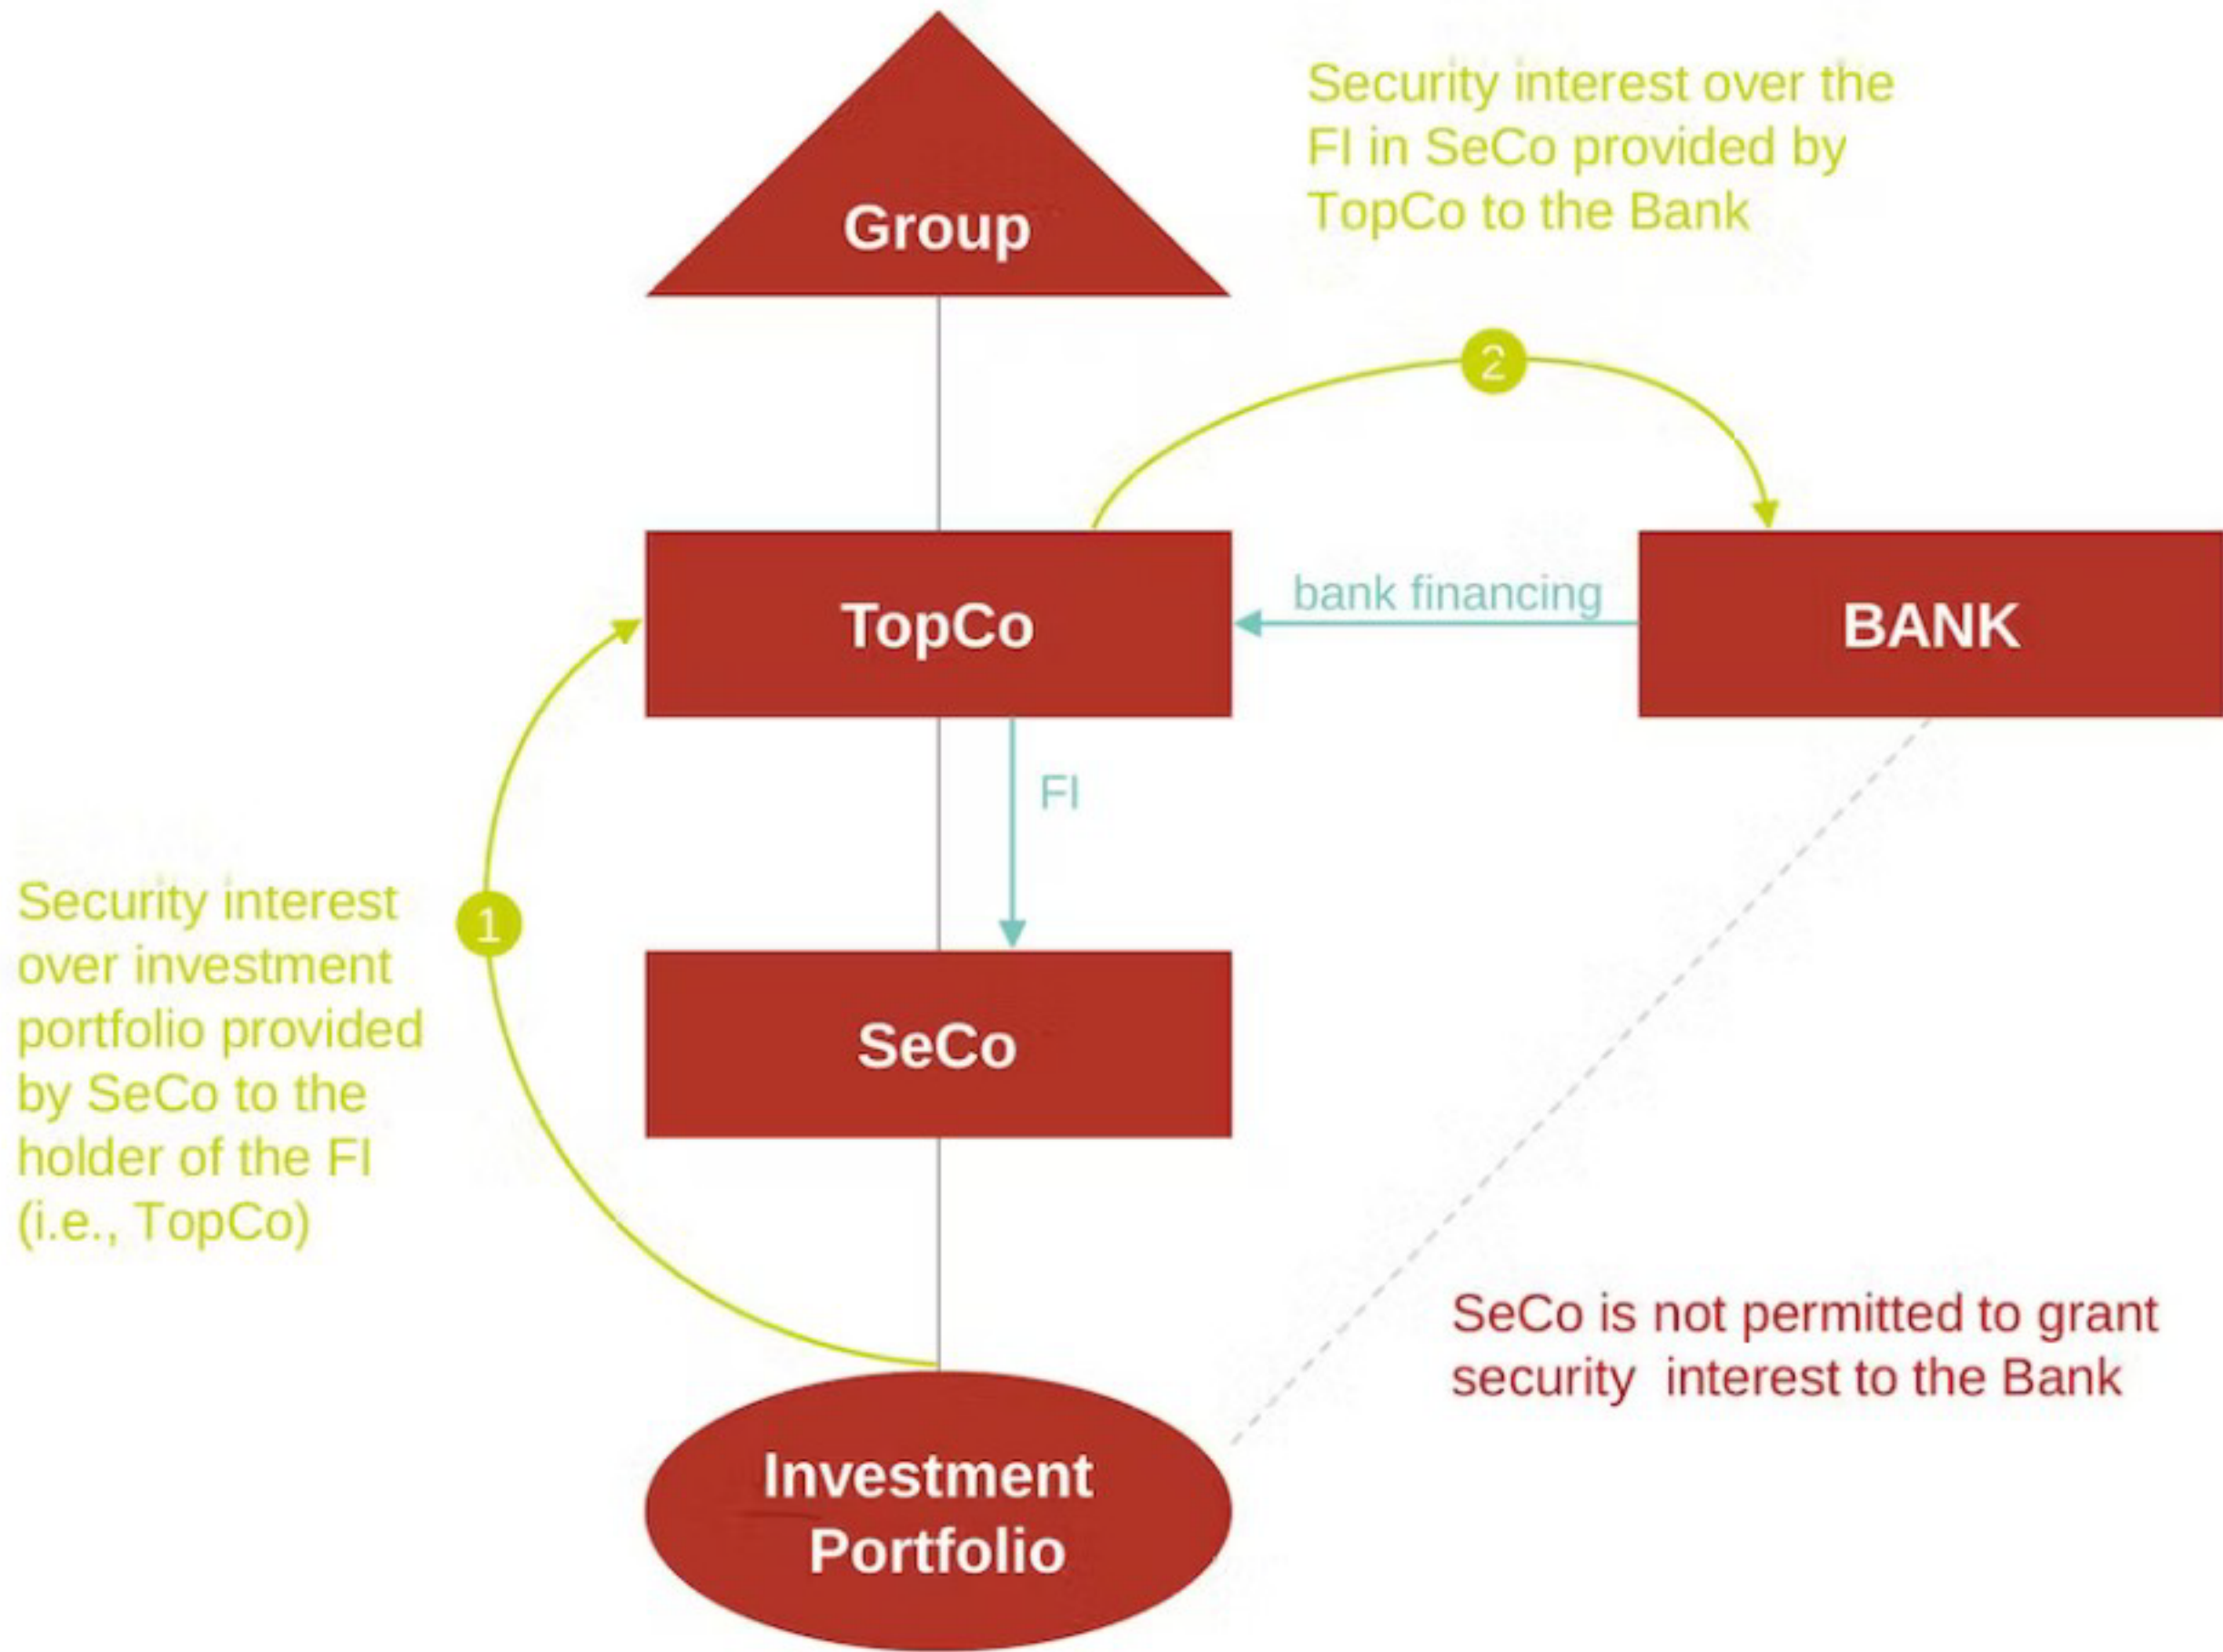 Security interest over the
FI in SeCo provided by
TopCo to the Bank
Group
2
TopCo
bank financing
BANK
FI
Security interest
over investment
portfolio provided
by SeCo to the
holder of the FI
(i.e., TopCo)
1
SeCo
SeCo is not permitted to grant
security  interest to the Bank
Investment
Portfolio